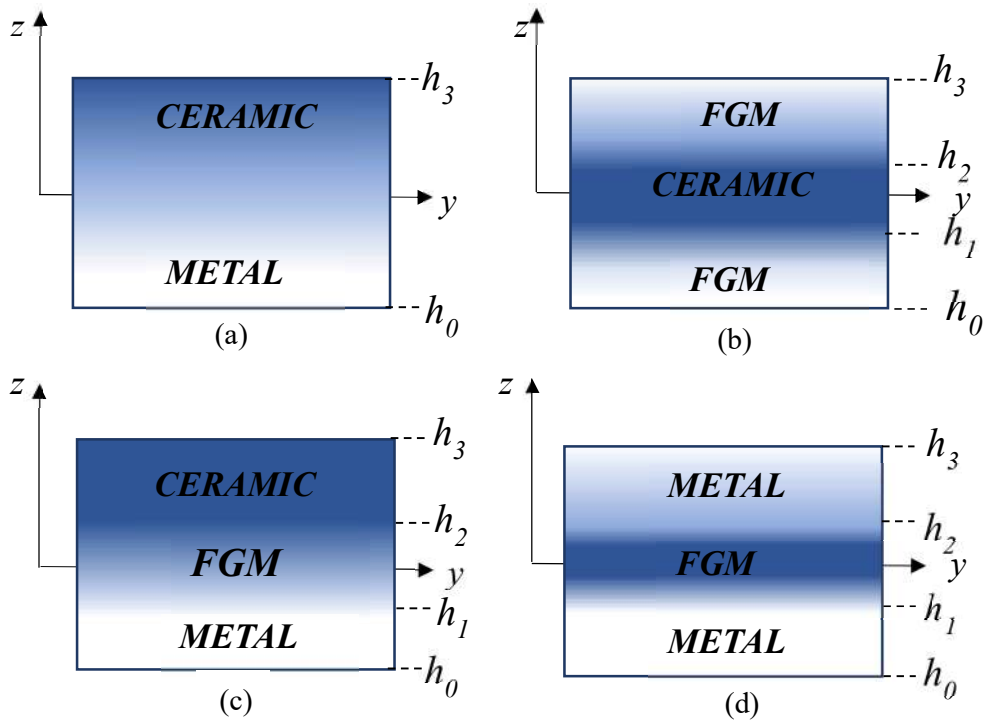 z
h3
CERAMIC
y
METAL
h0
(a)
z
h3
FGM
h2
CERAMIC
y
h1
FGM
h0
(b)
z
h3
CERAMIC
h2
FGM
y
h1
METAL
h0
(c)
z
h3
METAL
h2
FGM
y
h1
METAL
h0
(d)